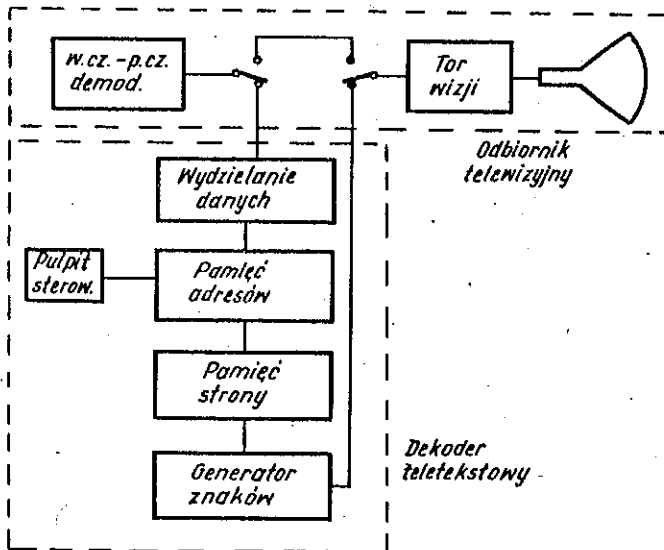 w.cz.-p.cz.
demod.
Tor
wizji
Odbiornik
telewizyjny
Wydzielanie
danych
Pulpit
sterow.
Pamięć
adresów
Pamięć
strony
Generator
znaków
Dekoder
teletekstowy